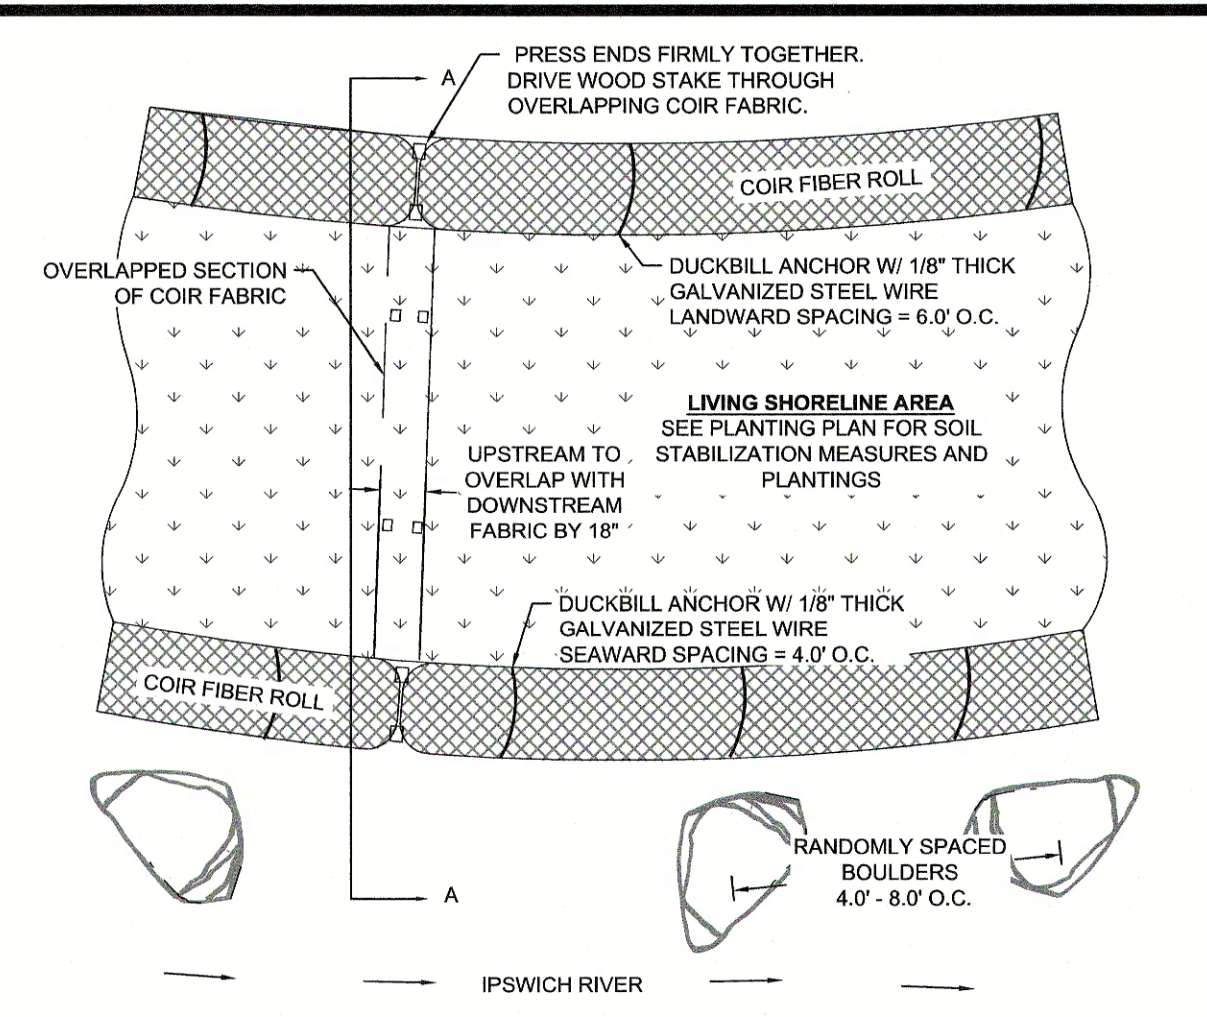 PRESS ENDS FIRMLY TOGETHER.
DRIVE WOOD STAKE THROUGH
OVERLAPPING COIR FABRIC.
A
COIR FIBER ROLL
OVERLAPPED SECTION
OF COIR FABRIC
DUCKBILL ANCHOR W/ 1/8" THICK
GALVANIZED STEEL WIRE
LANDWARD SPACING = 6.0' O.C.
LIVING SHORELINE AREA
SEE PLANTING PLAN FOR SOIL
STABILIZATION MEASURES AND
PLANTINGS
UPSTREAM TO
OVERLAP WITH
DOWNSTREAM
FABRIC BY 18"
DUCKBILL ANCHOR W/ 1/8" THICK
GALVANIZED STEEL WIRE
SEAWARD SPACING = 4.0' O.C.
COIR FIBER ROLL
RANDOMLY SPACED
BOULDERS
4.0' - 8.0' O.C.
A
IPSWICH RIVER